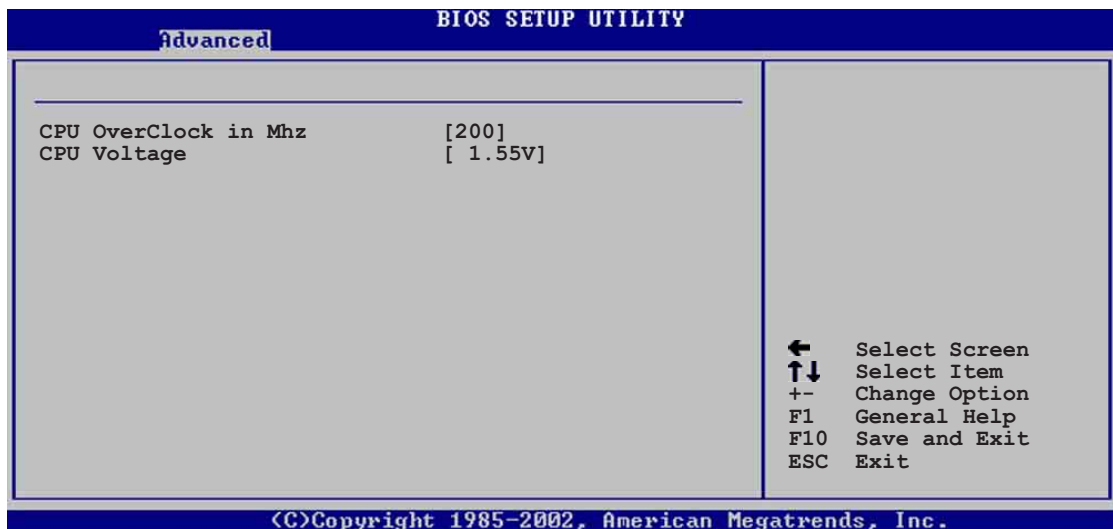 BIOS SETUP UTILITY
Advanced
CPU OverClock in Mhz [200]
CPU Voltage [ 1.55V]
← Select Screen
↑↓ Select Item
+- Change Option
F1 General Help
F10 Save and Exit
ESC Exit
(C)Copyright 1985-2002, American Megatrends, Inc.